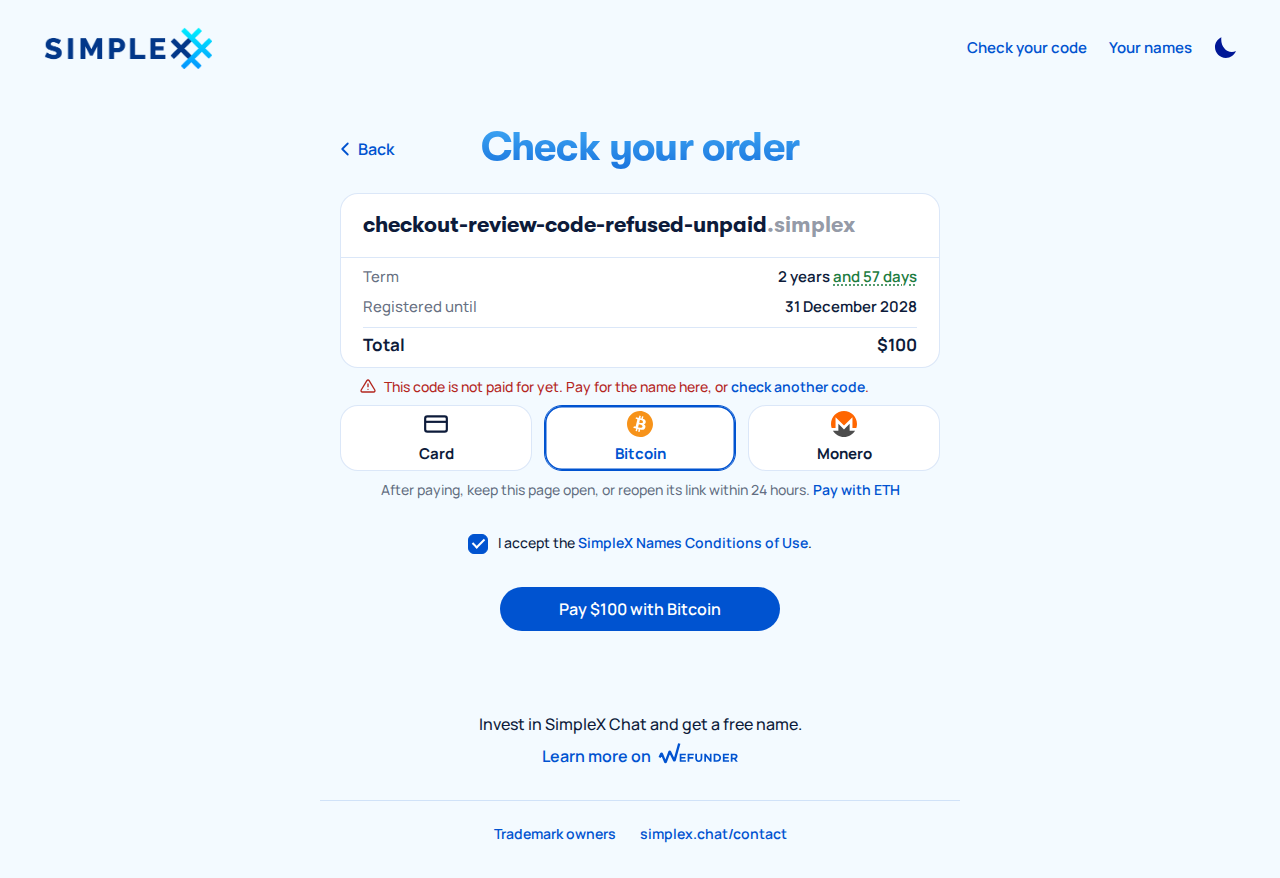 SIMPLEX
Check your code
Your names
Back
Check your order
checkout-review-code-refused-unpaid.simplex
Term
2 years and 57 days
Registered until
31 December 2028
Total
$100
This code is not paid for yet. Pay for the name here, or check another code.
Card
Bitcoin
Monero
After paying, keep this page open, or reopen its link within 24 hours. Pay with ETH
I accept the SimpleX Names Conditions of Use.
Pay $100 with Bitcoin
Invest in SimpleX Chat and get a free name.
Learn more on WEFUNDER
Trademark owners
simplex.chat/contact